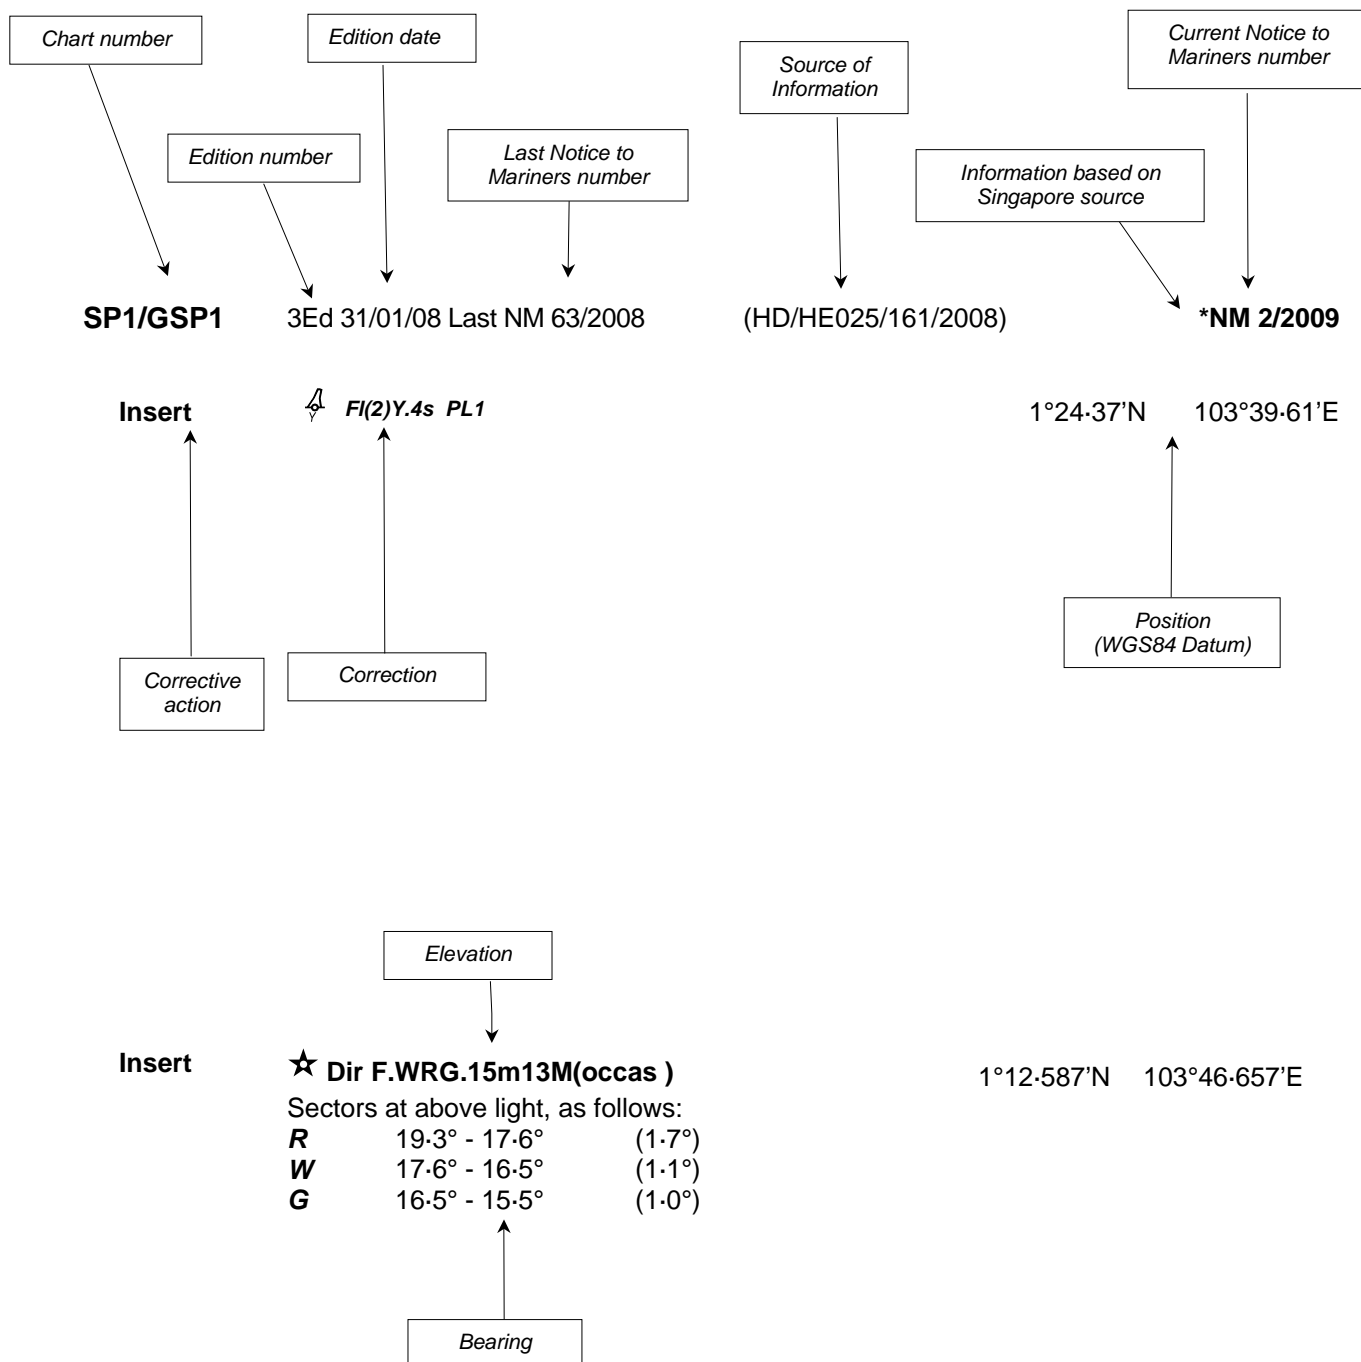 Chart number
Edition date
Current Notice to
Mariners number
Source of
Information
Edition number
Last Notice to
Mariners number
Information based on
Singapore source
SP1/GSP1 3Ed 31/01/08 Last NM 63/2008 (HD/HE025/161/2008) *NM 2/2009
Insert Fl(2)Y.4s PL1 1°24·37’N 103°39·61’E
Position
(WGS84 Datum)
Corrective
action
Correction
Elevation
Insert Dir F.WRG.15m13M(occas ) 1°12·587’N 103°46·657’E
Sectors at above light, as follows:
R 19·3° - 17·6° (1·7°)
W 17·6° - 16·5° (1·1°)
G 16·5° - 15·5° (1·0°)
Bearing